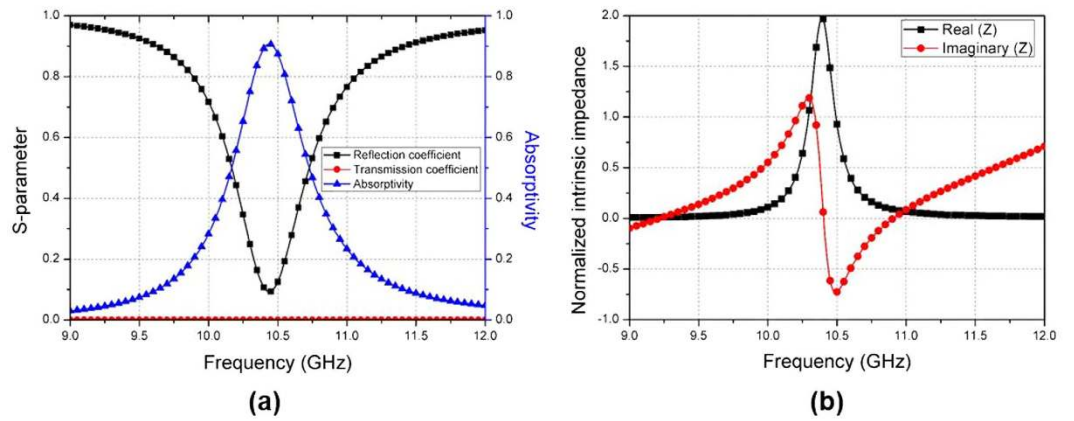 1.0
0.8
0.6
0.4
0.2
0.0
S-parameter
1.0
0.8
0.6
0.4
0.2
0.0
Absorptivity
Reflection coefficient
Transmission coefficient
Absorptivity
9.0 9.5 10.0 10.5 11.0 11.5 12.0
Frequency (GHz)
(a)
2.0
1.5
1.0
0.5
0.0
-0.5
-1.0
Normalized intrinsic impedance
Real (Z)
Imaginary (Z)
9.0 9.5 10.0 10.5 11.0 11.5 12.0
Frequency (GHz)
(b)